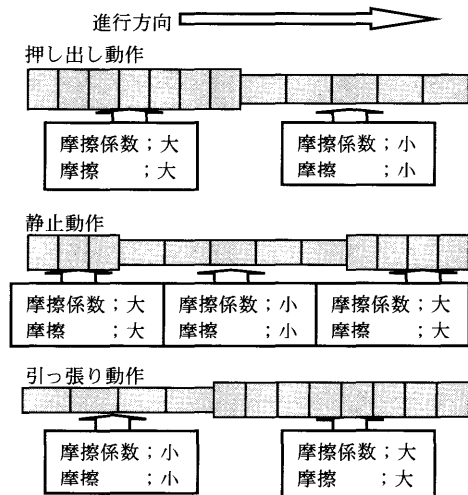 進行方向
押し出し動作
摩擦係数；大
摩擦　　；大
摩擦係数；小
摩擦　　；小
静止動作
摩擦係数；大
摩擦　　；大
摩擦係数；小
摩擦　　；小
摩擦係数；大
摩擦　　；大
引っ張り動作
摩擦係数；小
摩擦　　；小
摩擦係数；大
摩擦　　；大